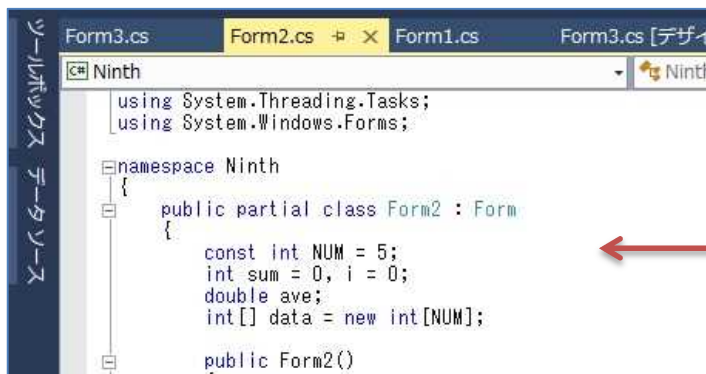 ツールボックス
データソース
Form3.cs Form2.cs Form1.cs Form3.cs [デザイ
C# Ninth Ninth
using System.Threading.Tasks;
using System.Windows.Forms;
namespace Ninth
{
public partial class Form2 : Form
{
const int NUM = 5;
int sum = 0, i = 0;
double ave;
int[] data = new int[NUM];
public Form2()